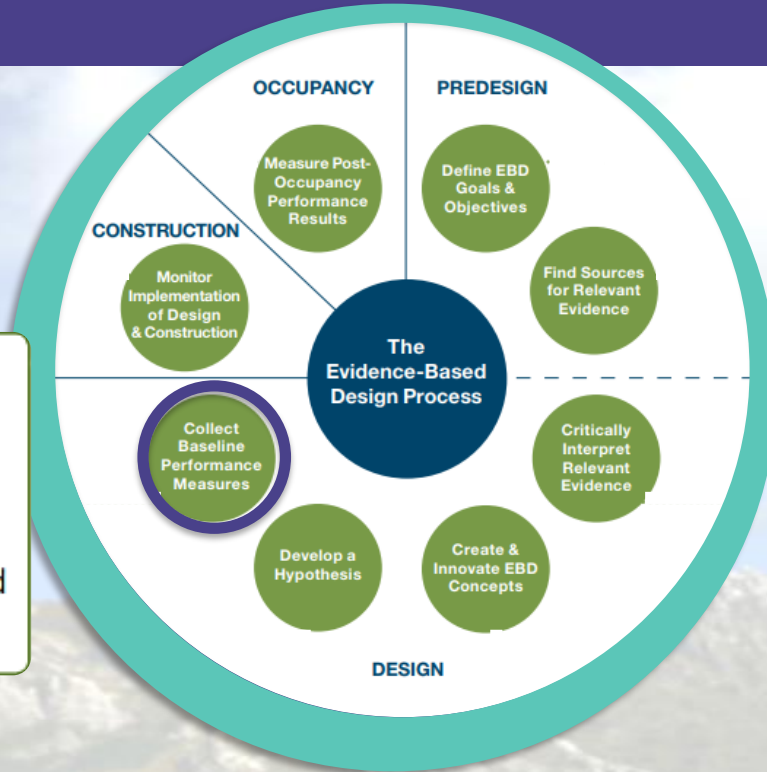 OCCUPANCY
PREDESIGN
Measure Post-
Occupancy
Performance
Results
Define EBD
Goals &
Objectives
CONSTRUCTION
Monitor
Implementation
of Design
& Construction
Find Sources
for Relevant
Evidence
The
Evidence-Based
Design Process
Collect
Baseline
Performance
Measures
Critically
Interpret
Relevant
Evidence
Develop a
Hypothesis
Create &
Innovate EBD
Concepts
DESIGN